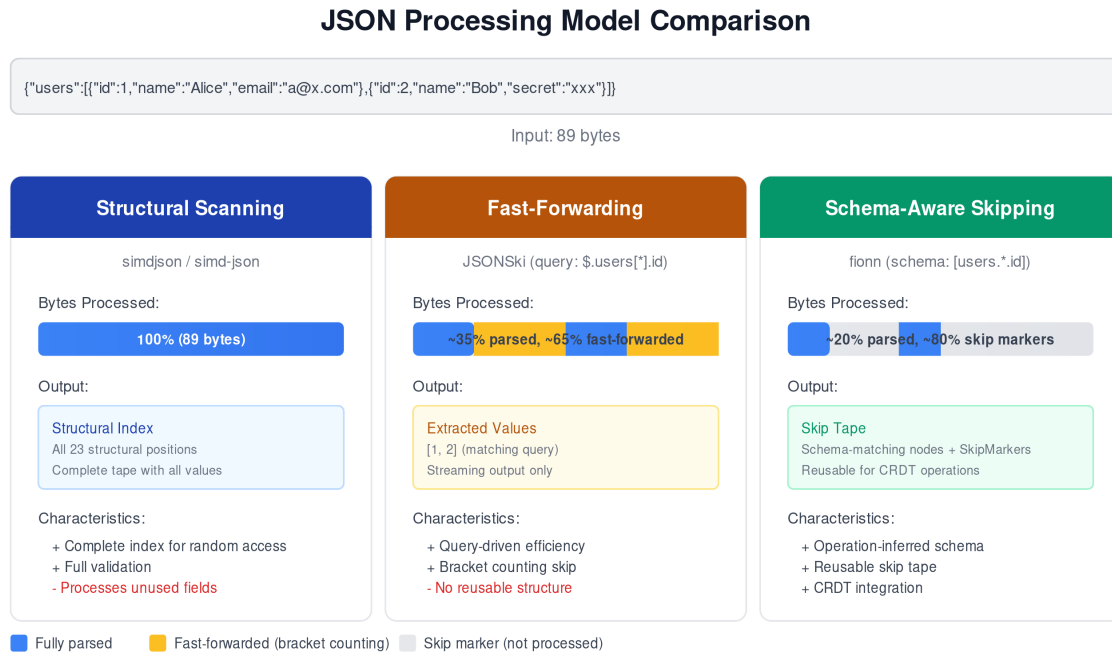 JSON Processing Model Comparison
{"users":[{"id":1,"name":"Alice","email":"a@x.com"},{"id":2,"name":"Bob","secret":"xxx"}]}
Input: 89 bytes
Structural Scanning
simdjson / simd-json
Bytes Processed:
100% (89 bytes)
Output:
Structural Index
All 23 structural positions
Complete tape with all values
Characteristics:
+ Complete index for random access
+ Full validation
- Processes unused fields
Fast-Forwarding
JSONSki (query: $.users[*].id)
Bytes Processed:
~35% parsed, ~65% fast-forwarded
Output:
Extracted Values
[1, 2] (matching query)
Streaming output only
Characteristics:
+ Query-driven efficiency
+ Bracket counting skip
- No reusable structure
Schema-Aware Skipping
fionn (schema: [users.*.id])
Bytes Processed:
~20% parsed, ~80% skip markers
Output:
Skip Tape
Schema-matching nodes + SkipMarkers
Reusable for CRDT operations
Characteristics:
+ Operation-inferred schema
+ Reusable skip tape
+ CRDT integration
Fully parsed
Fast-forwarded (bracket counting)
Skip marker (not processed)